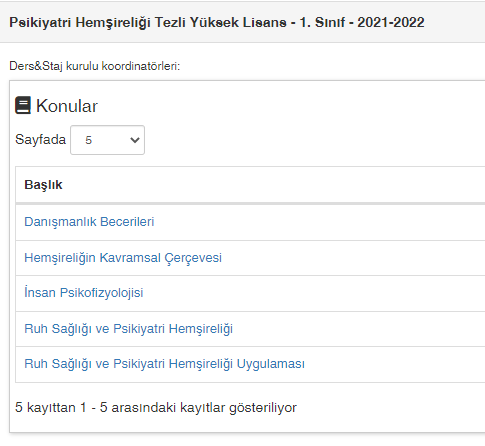 Psikiyatri Hemşireliği Tezli Yüksek Lisans - 1. Sınıf - 2021-2022
Ders&Staj kurulu koordinatörleri:
Konular
Sayfada 5
Başlık
Danışmanlık Becerileri
Hemşireliğin Kavramsal Çerçevesi
İnsan Psikofizyolojisi
Ruh Sağlığı ve Psikiyatri Hemşireliği
Ruh Sağlığı ve Psikiyatri Hemşireliği Uygulaması
5 kayıttan 1 - 5 arasındaki kayıtlar gösteriliyor